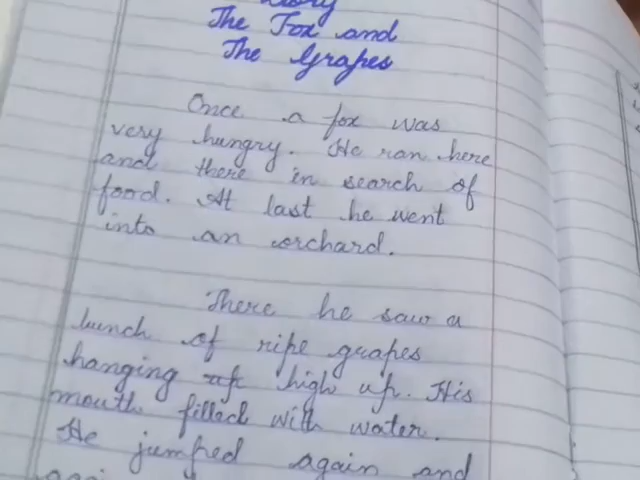 Story
The Fox and
The Grapes
Once a fox was
very hungry. He ran here
and there in search of
food. At last he went
into an orchard.
There he saw a
bunch of ripe grapes
hanging up high up. His
mouth filled with water.
He jumped again and
again